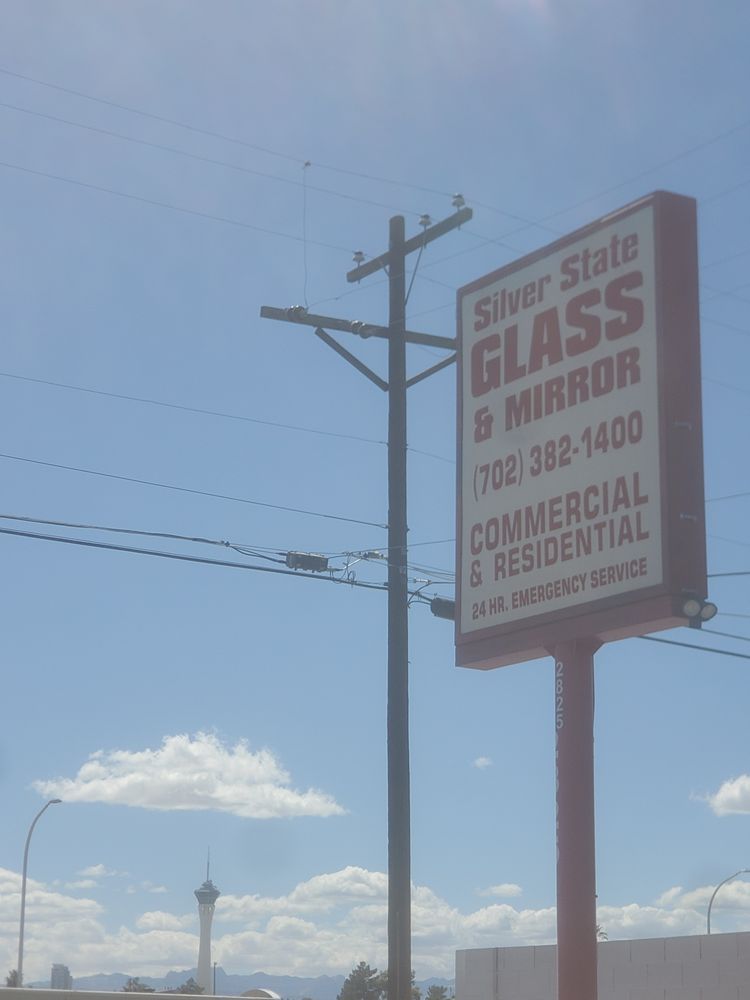 Silver State
GLASS
& MIRROR
(702) 382-1400
COMMERCIAL
& RESIDENTIAL
24 HR. EMERGENCY SERVICE
2825